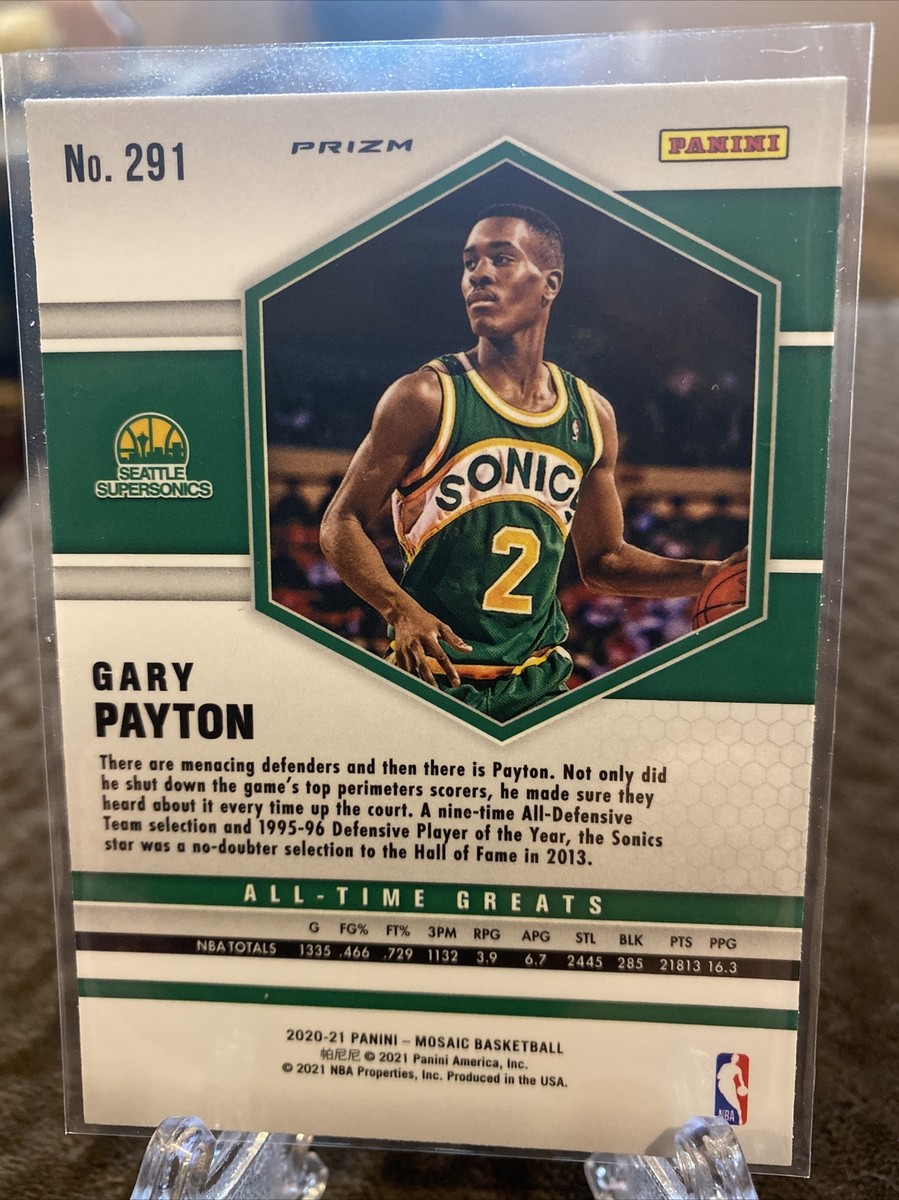 No. 291
PRIZM
PANINI
SEATTLE
SUPERSONICS
SONICS
2
GARY
PAYTON
There are menacing defenders and then there is Payton. Not only did
he shut down the game's top perimeters scorers, he made sure they
heard about it every time up the court. A nine-time All-Defensive
Team selection and 1995-96 Defensive Player of the Year, the Sonics
star was a no-doubter selection to the Hall of Fame in 2013.
ALL-TIME GREATS
G FG% FT% 3PM RPG APG STL BLK PTS PPG
NBA TOTALS 1335 .466 .729 1132 3.9 6.7 2445 285 21813 16.3
2020-21 PANINI – MOSAIC BASKETBALL
帕尼尼 © 2021 Panini America, Inc.
© 2021 NBA Properties, Inc. Produced in the USA.
NBA